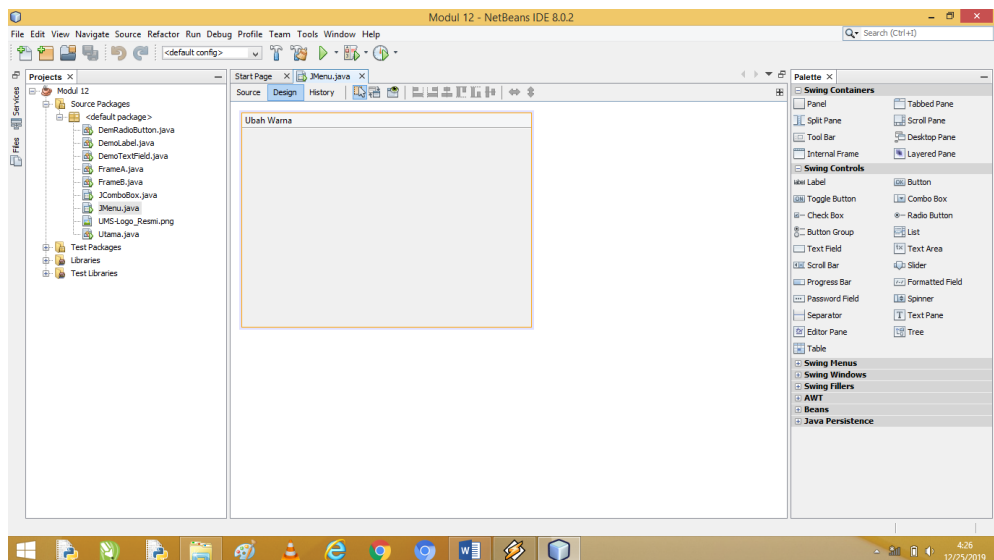 Modul 12 - NetBeans IDE 8.0.2
File Edit View Navigate Source Refactor Run Debug Profile Team Tools Window Help
Search (Ctrl+I)
<default config>
Projects
Services
Files
Modul 12
Source Packages
<default package>
DemRadioButton.java
DemoLabel.java
DemoTextField.java
FrameA.java
FrameB.java
JComboBox.java
JMenu.java
UMS-Logo_Resmi.png
Utama.java
Test Packages
Libraries
Test Libraries
Start Page JMenu.java
Source Design History
Ubah Warna
Palette
Swing Containers
Panel Tabbed Pane
Split Pane Scroll Pane
Tool Bar Desktop Pane
Internal Frame Layered Pane
Swing Controls
label Label OK Button
ON Toggle Button Combo Box
Check Box Radio Button
Button Group List
Text Field Text Area
Scroll Bar Slider
Progress Bar Formatted Field
Password Field Spinner
Separator Text Pane
Editor Pane Tree
Table
Swing Menus
Swing Windows
Swing Fillers
AWT
Beans
Java Persistence
4:26
12/25/2019